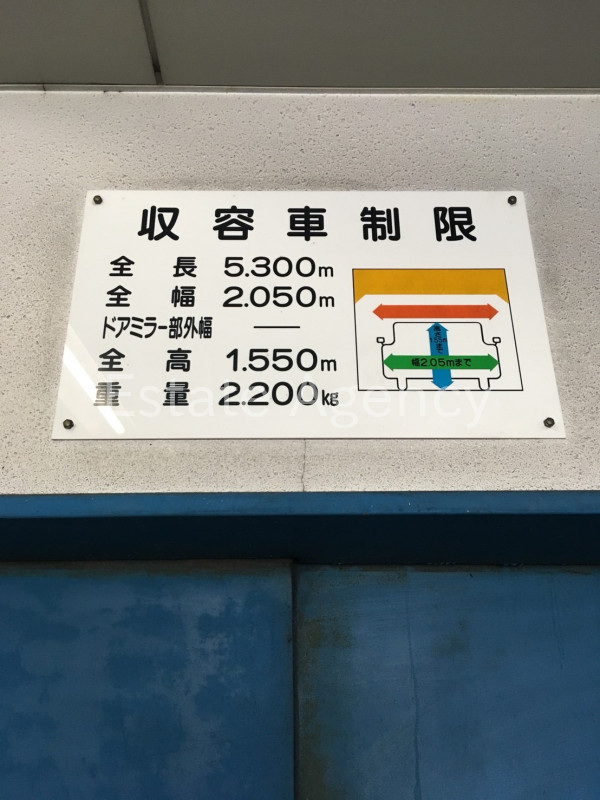 収容車制限
全長 5.300m
全幅 2.050m
ドアミラー部外幅 —
全高 1.550m
重量 2.200kg
幅2.05mまで
Estate Agency